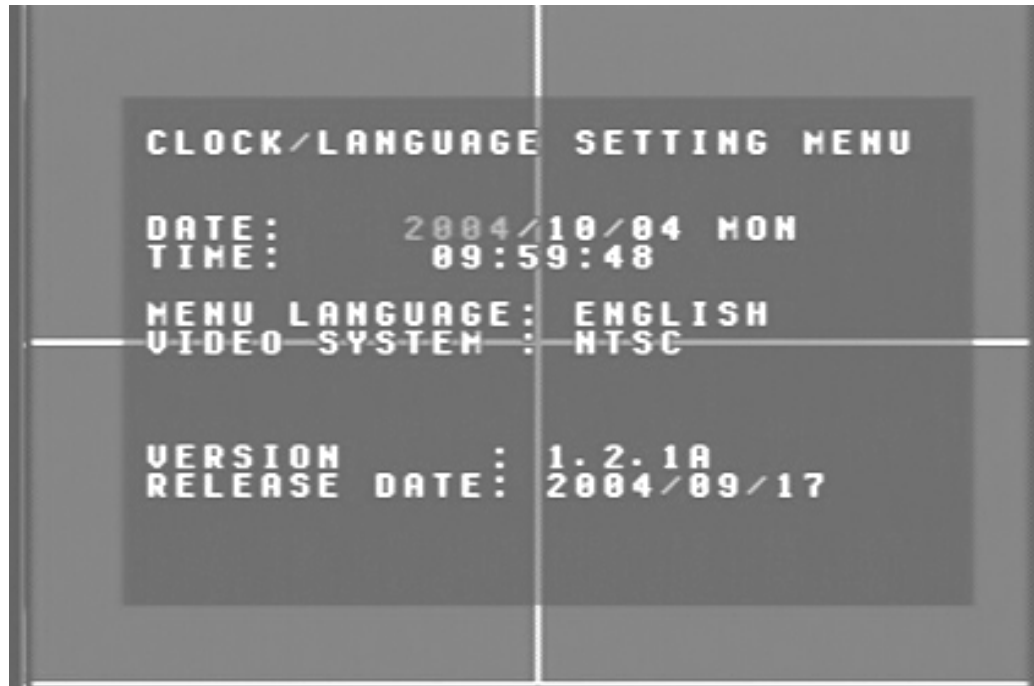 CLOCK/LANGUAGE SETTING MENU
DATE: 2004/10/04 MON
TIME: 09:59:48
MENU LANGUAGE: ENGLISH
VIDEO SYSTEM : NTSC
VERSION : 1.2.1A
RELEASE DATE: 2004/09/17